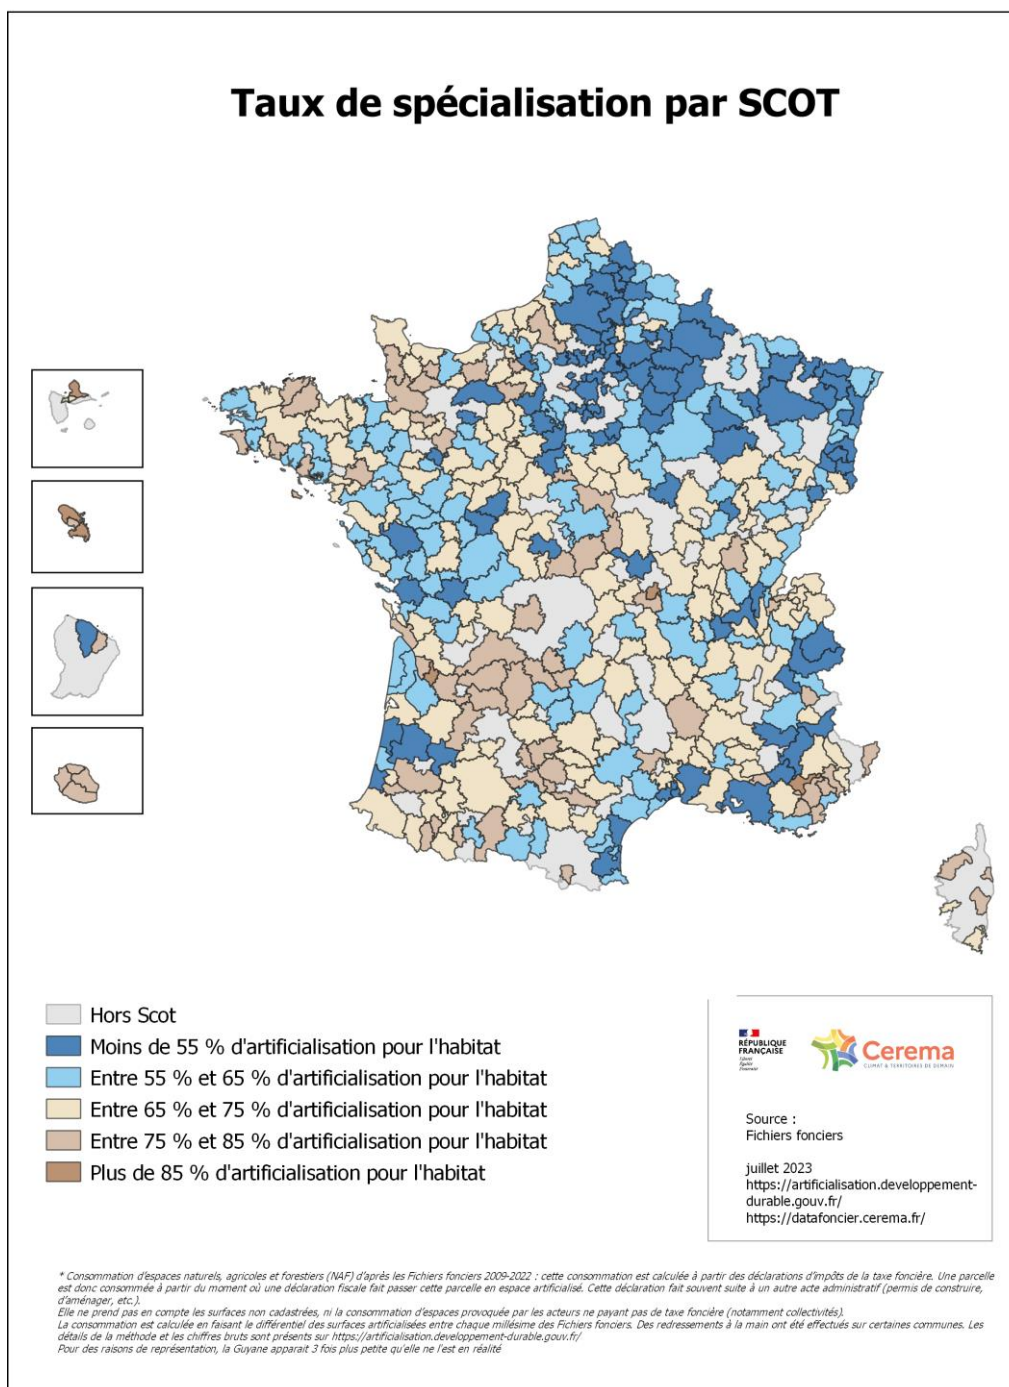 Taux de spécialisation par SCOT
Hors Scot
Moins de 55 % d'artificialisation pour l'habitat
Entre 55 % et 65 % d'artificialisation pour l'habitat
Entre 65 % et 75 % d'artificialisation pour l'habitat
Entre 75 % et 85 % d'artificialisation pour l'habitat
Plus de 85 % d'artificialisation pour l'habitat
RÉPUBLIQUE
FRANÇAISE
Liberté
Égalité
Fraternité
Cerema
CLIMAT & TERRITOIRES DE DEMAIN
Source :
Fichiers fonciers
juillet 2023
https://artificialisation.developpement-
durable.gouv.fr/
https://datafoncier.cerema.fr/
* Consommation d'espaces naturels, agricoles et forestiers (NAF) d'après les Fichiers fonciers 2009-2022 : cette consommation est calculée à partir des déclarations d'impôts de la taxe foncière. Une parcelle
est donc consommée à partir du moment où une déclaration fiscale fait passer cette parcelle en espace artificialisé. Cette déclaration fait souvent suite à un autre acte administratif (permis de construire,
d'aménager, etc.).
Elle ne prend pas en compte les surfaces non cadastrées, ni la consommation d'espaces provoquée par les acteurs ne payant pas de taxe foncière (notamment collectivités).
La consommation est calculée en faisant le différentiel des surfaces artificialisées entre chaque millésime des Fichiers fonciers. Des redressements à la main ont été effectués sur certaines communes. Les
détails de la méthode et les chiffres bruts sont présents sur https://artificialisation.developpement-durable.gouv.fr/
Pour des raisons de représentation, la Guyane apparait 3 fois plus petite qu'elle ne l'est en réalité